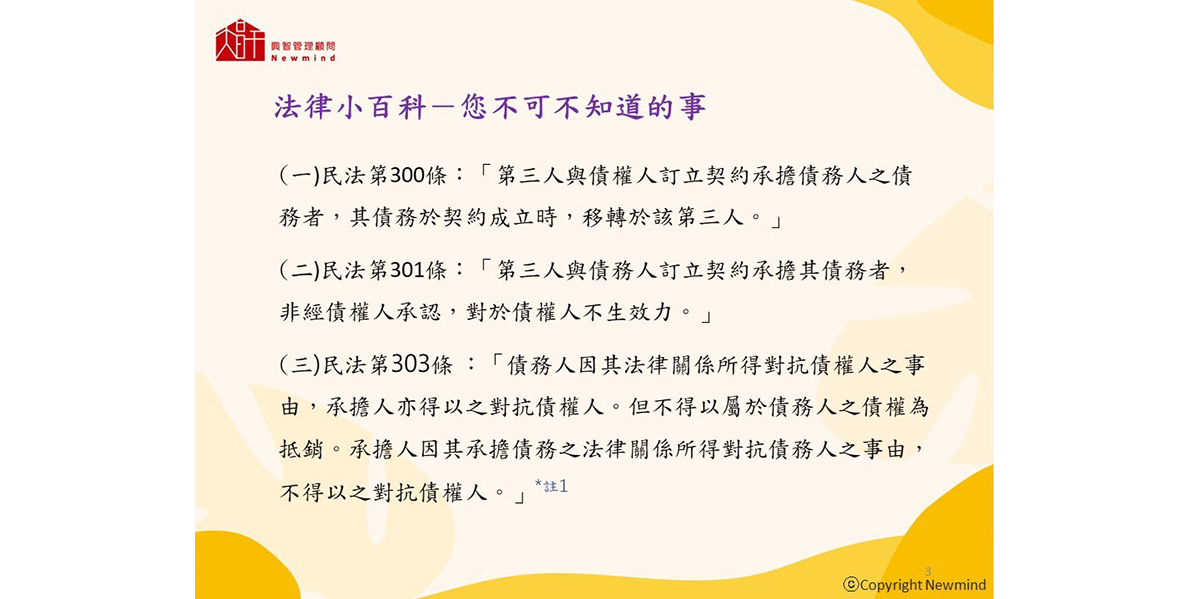 興智管理顧問
Newmind
法律小百科－您不可不知道的事
(一)民法第300條：「第三人與債權人訂立契約承擔債務人之債
務者，其債務於契約成立時，移轉於該第三人。」
(二)民法第301條：「第三人與債務人訂立契約承擔其債務者，
非經債權人承認，對於債權人不生效力。」
(三)民法第303條：「債務人因其法律關係所得對抗債權人之事
由，承擔人亦得以之對抗債權人。但不得以屬於債務人之債權為
抵銷。承擔人因其承擔債務之法律關係所得對抗債務人之事由，
不得以之對抗債權人。」*註1
3
ⓒCopyright Newmind